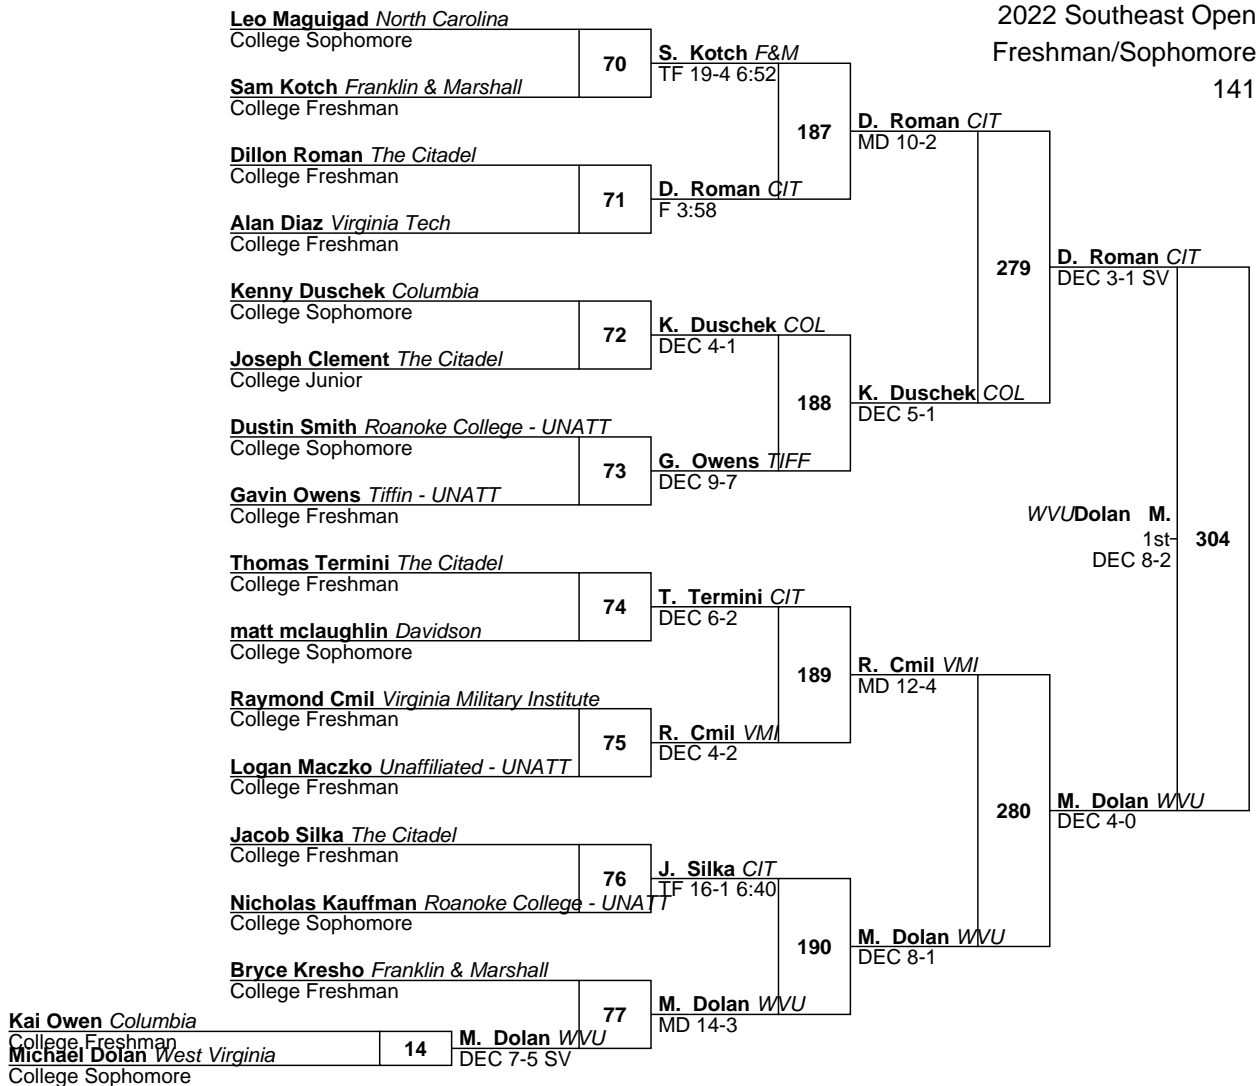 2022 Southeast Open
Freshman/Sophomore
141
Leo Maguigad North Carolina
College Sophomore
70
Sam Kotch Franklin & Marshall
College Freshman
S. Kotch F&M
TF 19-4 6:52
187
Dillon Roman The Citadel
College Freshman
71
Alan Diaz Virginia Tech
College Freshman
D. Roman CIT
F 3:58
D. Roman CIT
MD 10-2
279
Kenny Duschek Columbia
College Sophomore
72
Joseph Clement The Citadel
College Junior
K. Duschek COL
DEC 4-1
188
Dustin Smith Roanoke College - UNATT
College Sophomore
73
Gavin Owens Tiffin - UNATT
College Freshman
G. Owens TIFF
DEC 9-7
K. Duschek COL
DEC 5-1
D. Roman CIT
DEC 3-1 SV
WVUDolan M.
1st
DEC 8-2
304
Thomas Termini The Citadel
College Freshman
74
matt mclaughlin Davidson
College Sophomore
T. Termini CIT
DEC 6-2
189
Raymond Cmil Virginia Military Institute
College Freshman
75
Logan Maczko Unaffiliated - UNATT
College Freshman
R. Cmil VMI
DEC 4-2
R. Cmil VMI
MD 12-4
280
M. Dolan WVU
DEC 4-0
Jacob Silka The Citadel
College Freshman
76
Nicholas Kauffman Roanoke College - UNATT
College Sophomore
J. Silka CIT
TF 16-1 6:40
190
M. Dolan WVU
DEC 8-1
Bryce Kresho Franklin & Marshall
College Freshman
77
M. Dolan WVU
MD 14-3
Kai Owen Columbia
College Freshman
Michael Dolan West Virginia
College Sophomore
14
M. Dolan WVU
DEC 7-5 SV